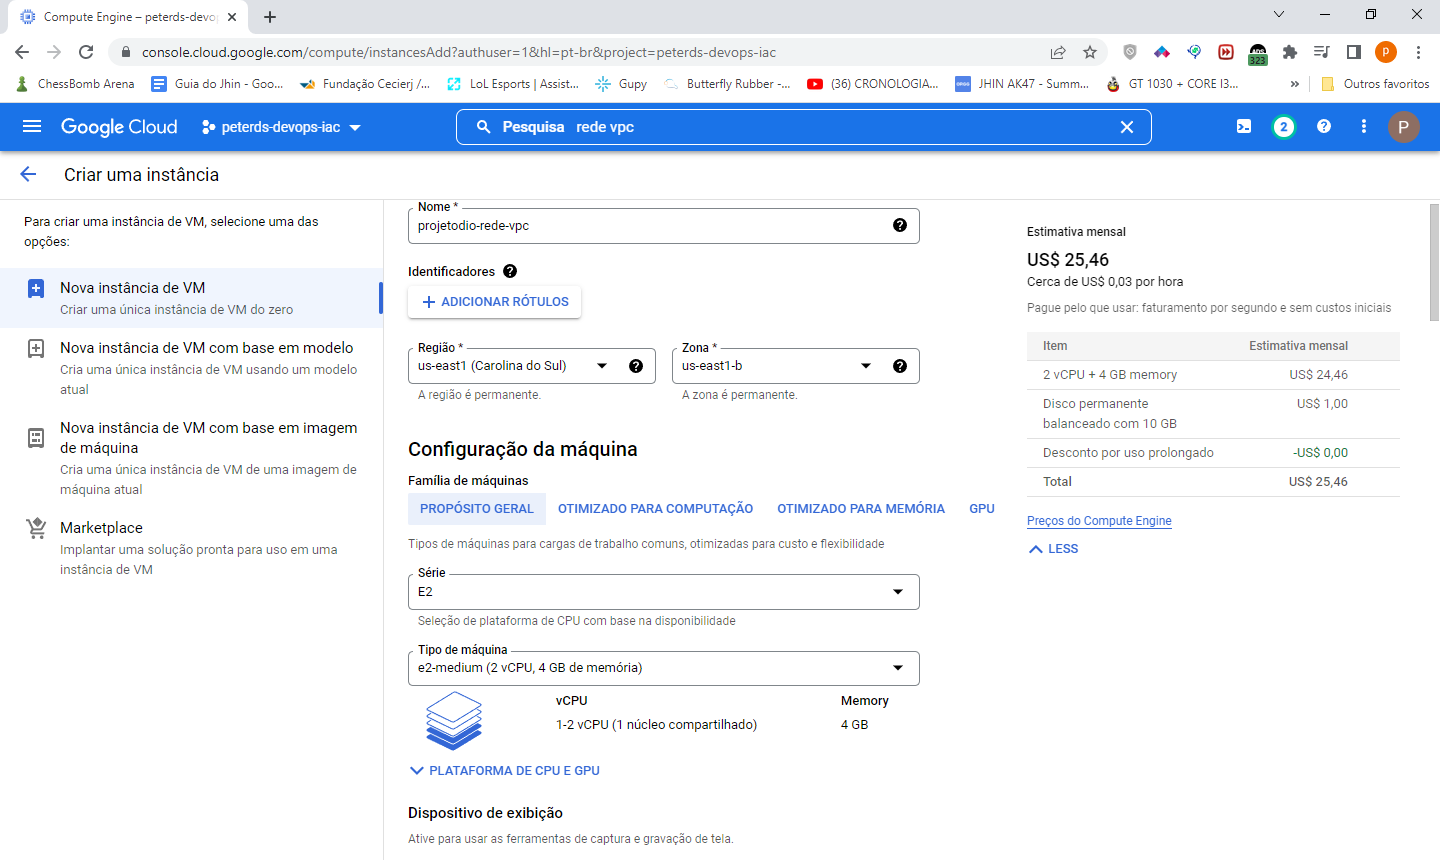 Compute Engine – peterds-devo
console.cloud.google.com/compute/instancesAdd?authuser=1&hl=pt-br&project=peterds-devops-iac
323
P
ChessBomb Arena
Guia do Jhin - Goo...
Fundação Cecierj /...
LoL Esports | Assist...
Gupy
Butterfly Rubber -...
(36) CRONOLOGIA...
JHIN AK47 - Summ...
GT 1030 + CORE I3...
»
Outros favoritos
Google Cloud
peterds-devops-iac
Pesquisa rede vpc
2
P
Criar uma instância
Para criar uma instância de VM, selecione uma das
opções:
Nova instância de VM
Criar uma única instância de VM do zero
Nova instância de VM com base em modelo
Cria uma única instância de VM usando um modelo
atual
Nova instância de VM com base em imagem
de máquina
Cria uma única instância de VM de uma imagem de
máquina atual
Marketplace
Implantar uma solução pronta para uso em uma
instância de VM
Nome *
projetodio-rede-vpc
Identificadores
ADICIONAR RÓTULOS
Região *
us-east1 (Carolina do Sul)
A região é permanente.
Zona *
us-east1-b
A zona é permanente.
Configuração da máquina
Família de máquinas
PROPÓSITO GERAL
OTIMIZADO PARA COMPUTAÇÃO
OTIMIZADO PARA MEMÓRIA
GPU
Tipos de máquinas para cargas de trabalho comuns, otimizadas para custo e flexibilidade
Série
E2
Seleção de plataforma de CPU com base na disponibilidade
Tipo de máquina
e2-medium (2 vCPU, 4 GB de memória)
vCPU
1-2 vCPU (1 núcleo compartilhado)
Memory
4 GB
PLATAFORMA DE CPU E GPU
Dispositivo de exibição
Ative para usar as ferramentas de captura e gravação de tela.
Estimativa mensal
US$ 25,46
Cerca de US$ 0,03 por hora
Pague pelo que usar: faturamento por segundo e sem custos iniciais
Item Estimativa mensal
2 vCPU + 4 GB memory US$ 24,46
Disco permanente US$ 1,00
balanceado com 10 GB
Desconto por uso prolongado -US$ 0,00
Total US$ 25,46
Preços do Compute Engine
LESS